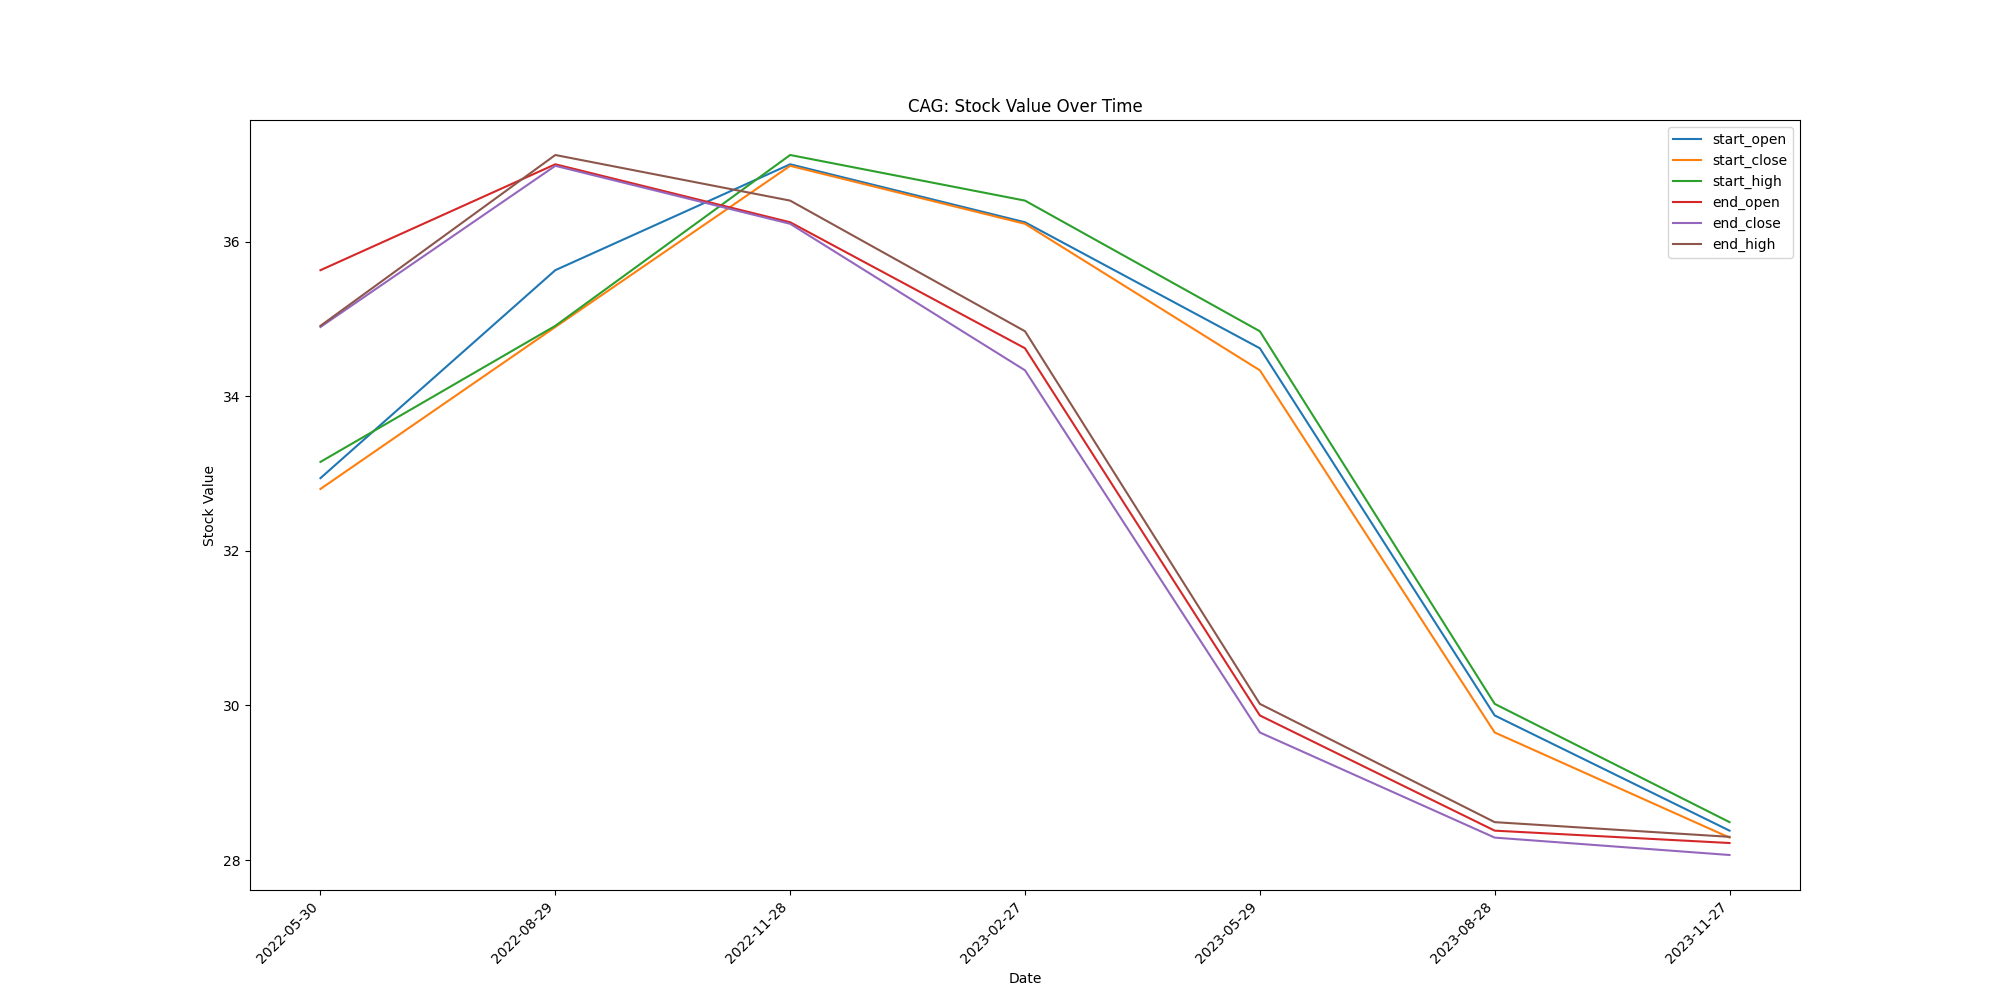 CAG: Stock Value Over Time
start_open
start_close
start_high
end_open
end_close
end_high
Stock Value
36
34
32
30
28
2022-05-30
2022-08-29
2022-11-28
2023-02-27
2023-05-29
2023-08-28
2023-11-27
Date